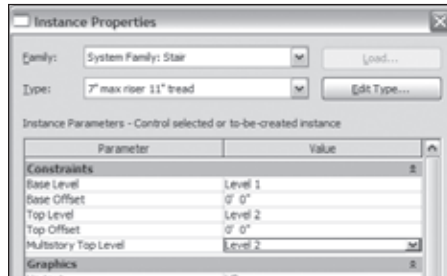 Instance Properties
Family: System Family: Stair Load...
Type: 7" max riser 11" tread Edit Type...
Instance Parameters - Control selected or to-be-created instance
Parameter Value
Constraints
Base Level Level 1
Base Offset 0' 0"
Top Level Level 2
Top Offset 0' 0"
Multistory Top Level Level 2
Graphics